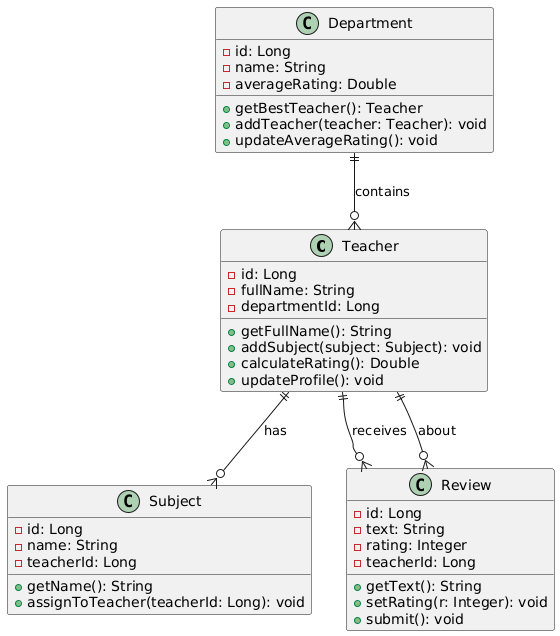 C Department
id: Long
name: String
averageRating: Double
getBestTeacher(): Teacher
addTeacher(teacher: Teacher): void
updateAverageRating(): void
contains
C Teacher
id: Long
fullName: String
departmentId: Long
getFullName(): String
addSubject(subject: Subject): void
calculateRating(): Double
updateProfile(): void
has
receives
about
C Subject
id: Long
name: String
teacherId: Long
getName(): String
assignToTeacher(teacherId: Long): void
C Review
id: Long
text: String
rating: Integer
teacherId: Long
getText(): String
setRating(r: Integer): void
submit(): void